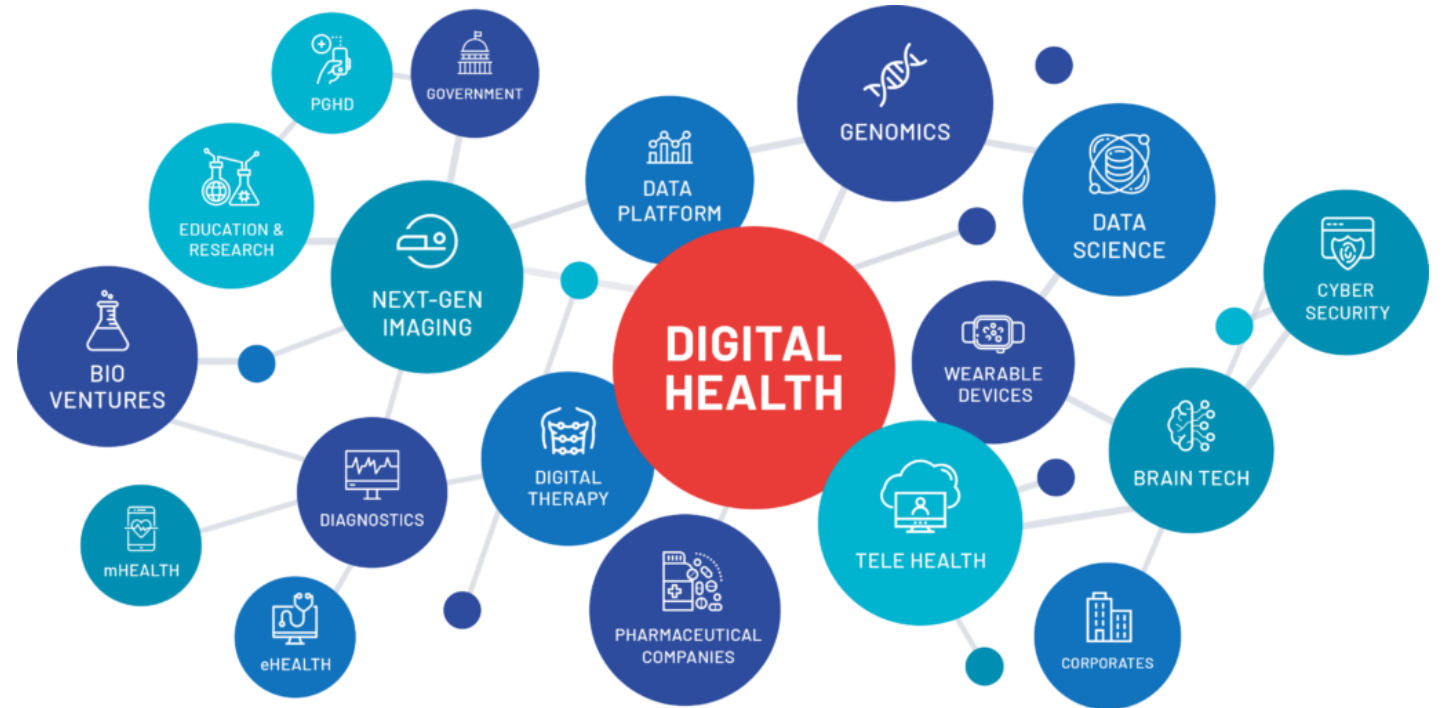 PGHD
GOVERNMENT
GENOMICS
DATA
PLATFORM
DATA
SCIENCE
EDUCATION &
RESEARCH
NEXT-GEN
IMAGING
CYBER
SECURITY
BIO
VENTURES
DIGITAL
HEALTH
WEARABLE
DEVICES
DIGITAL
THERAPY
BRAIN TECH
DIAGNOSTICS
TELE HEALTH
mHEALTH
eHEALTH
PHARMACEUTICAL
COMPANIES
CORPORATES